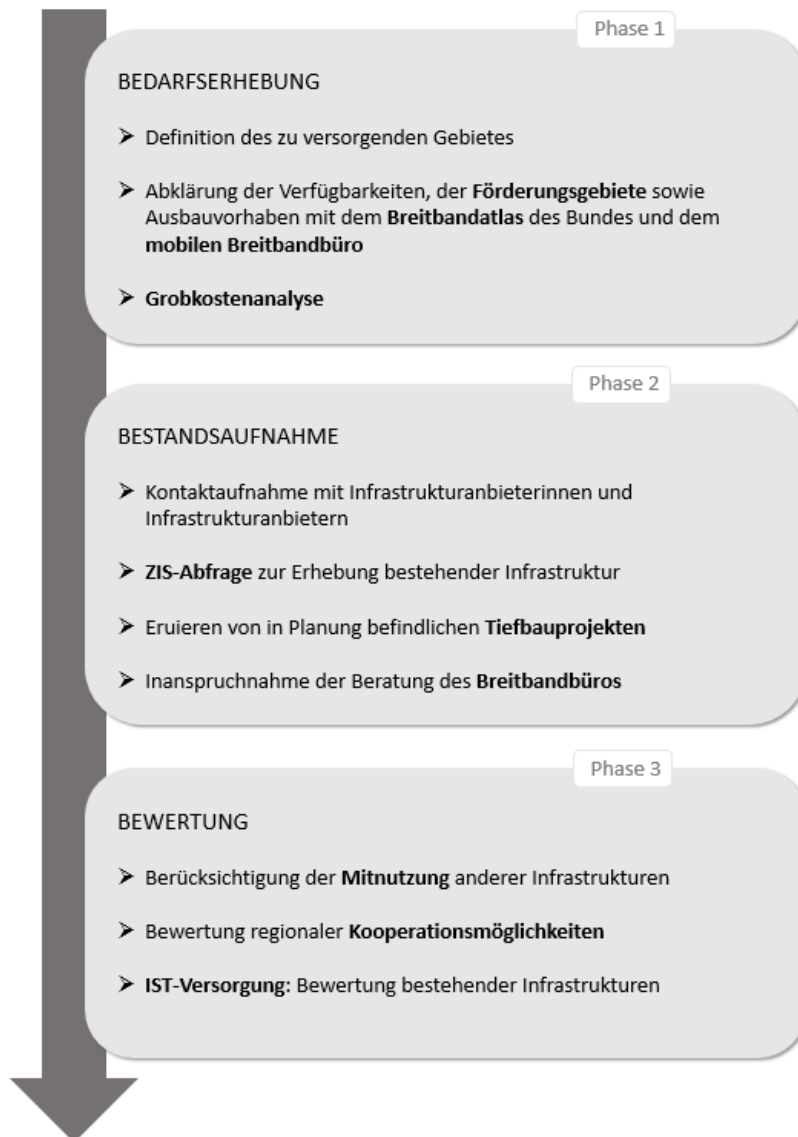 Phase 1
BEDARFSERHEBUNG
➢ Definition des zu versorgenden Gebietes
➢ Abklärung der Verfügbarkeiten, der Förderungsgebiete sowie
Ausbauvorhaben mit dem Breitbandatlas des Bundes und dem
mobilen Breitbandbüro
➢ Grobkostenanalyse
Phase 2
BESTANDSAUFNAHME
➢ Kontaktaufnahme mit Infrastrukturanbieterinnen und
Infrastrukturanbietern
➢ ZIS-Abfrage zur Erhebung bestehender Infrastruktur
➢ Eruieren von in Planung befindlichen Tiefbauprojekten
➢ Inanspruchnahme der Beratung des Breitbandbüros
Phase 3
BEWERTUNG
➢ Berücksichtigung der Mitnutzung anderer Infrastrukturen
➢ Bewertung regionaler Kooperationsmöglichkeiten
➢ IST-Versorgung: Bewertung bestehender Infrastrukturen